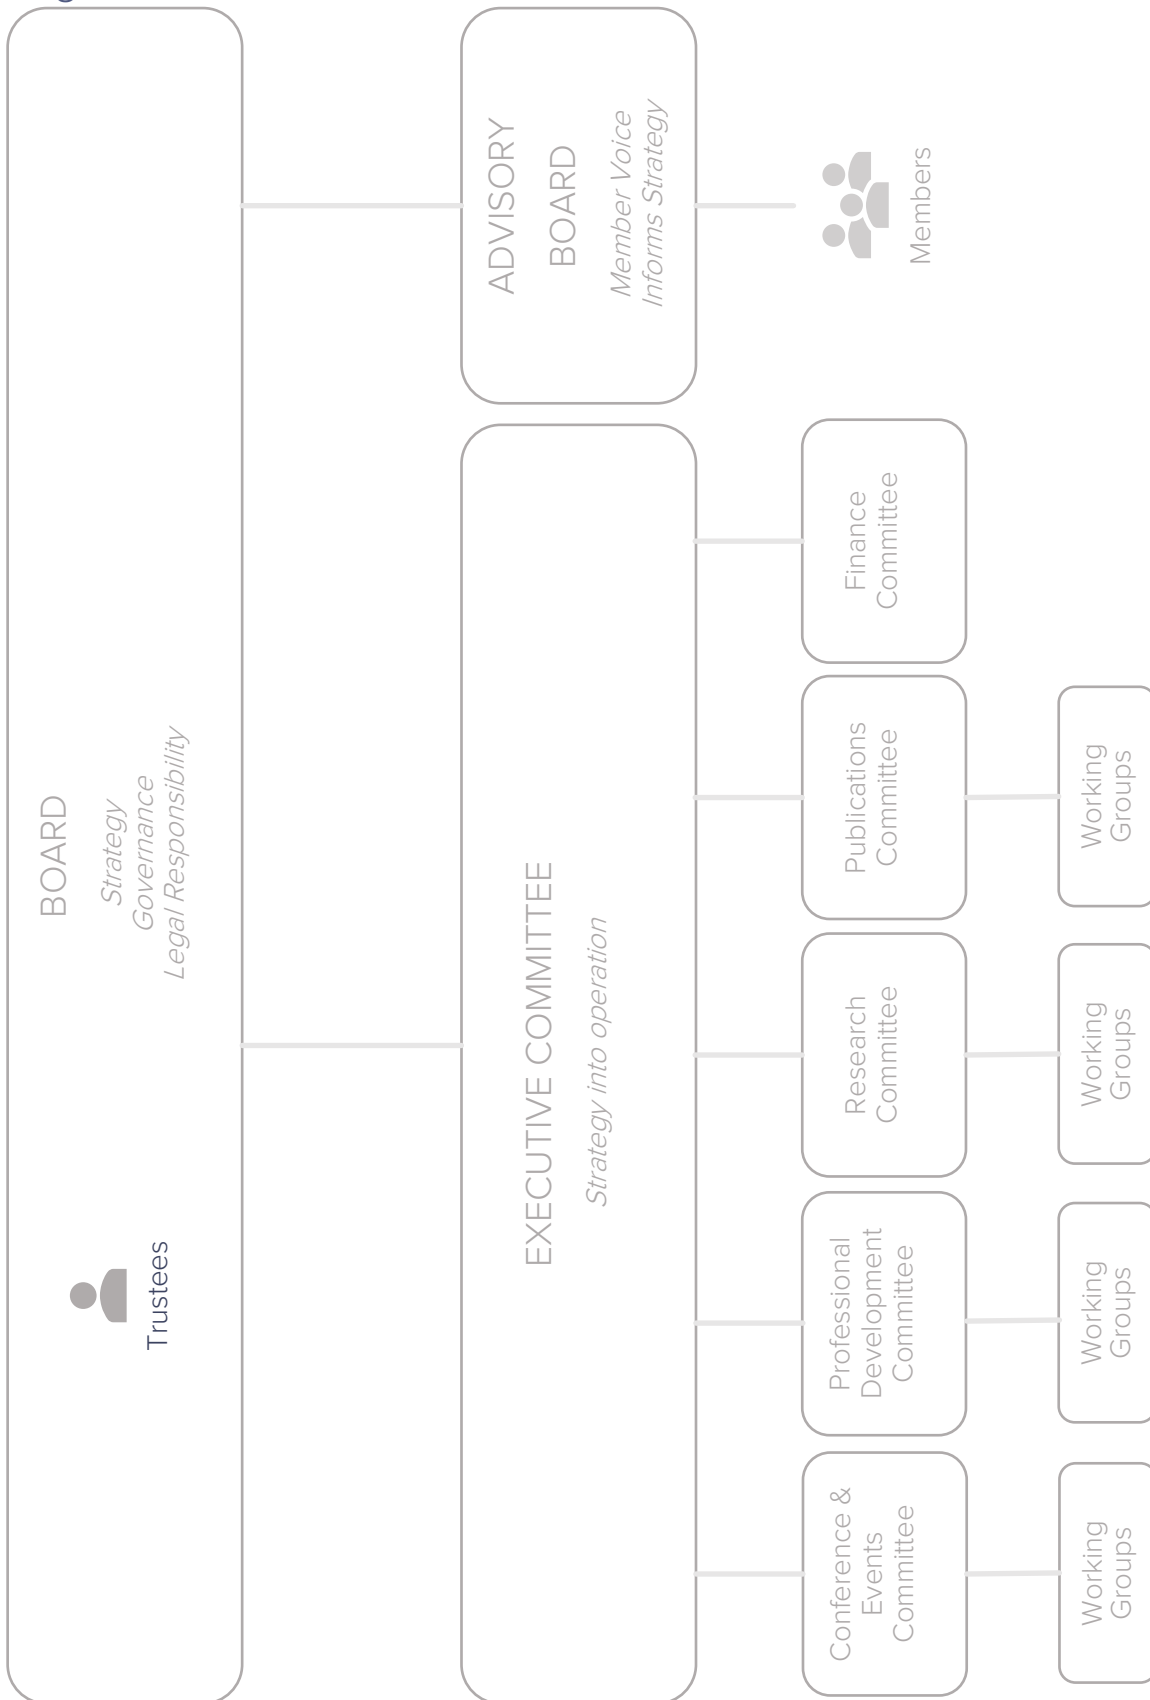 BOARD
Strategy
Governance
Legal Responsibility
Trustees
EXECUTIVE COMMITTEE
Strategy into operation
ADVISORY
BOARD
Member Voice
Informs Strategy
Conference &
Events
Committee
Professional
Development
Committee
Research
Committee
Publications
Committee
Finance
Committee
Members
Working
Groups
Working
Groups
Working
Groups
Working
Groups